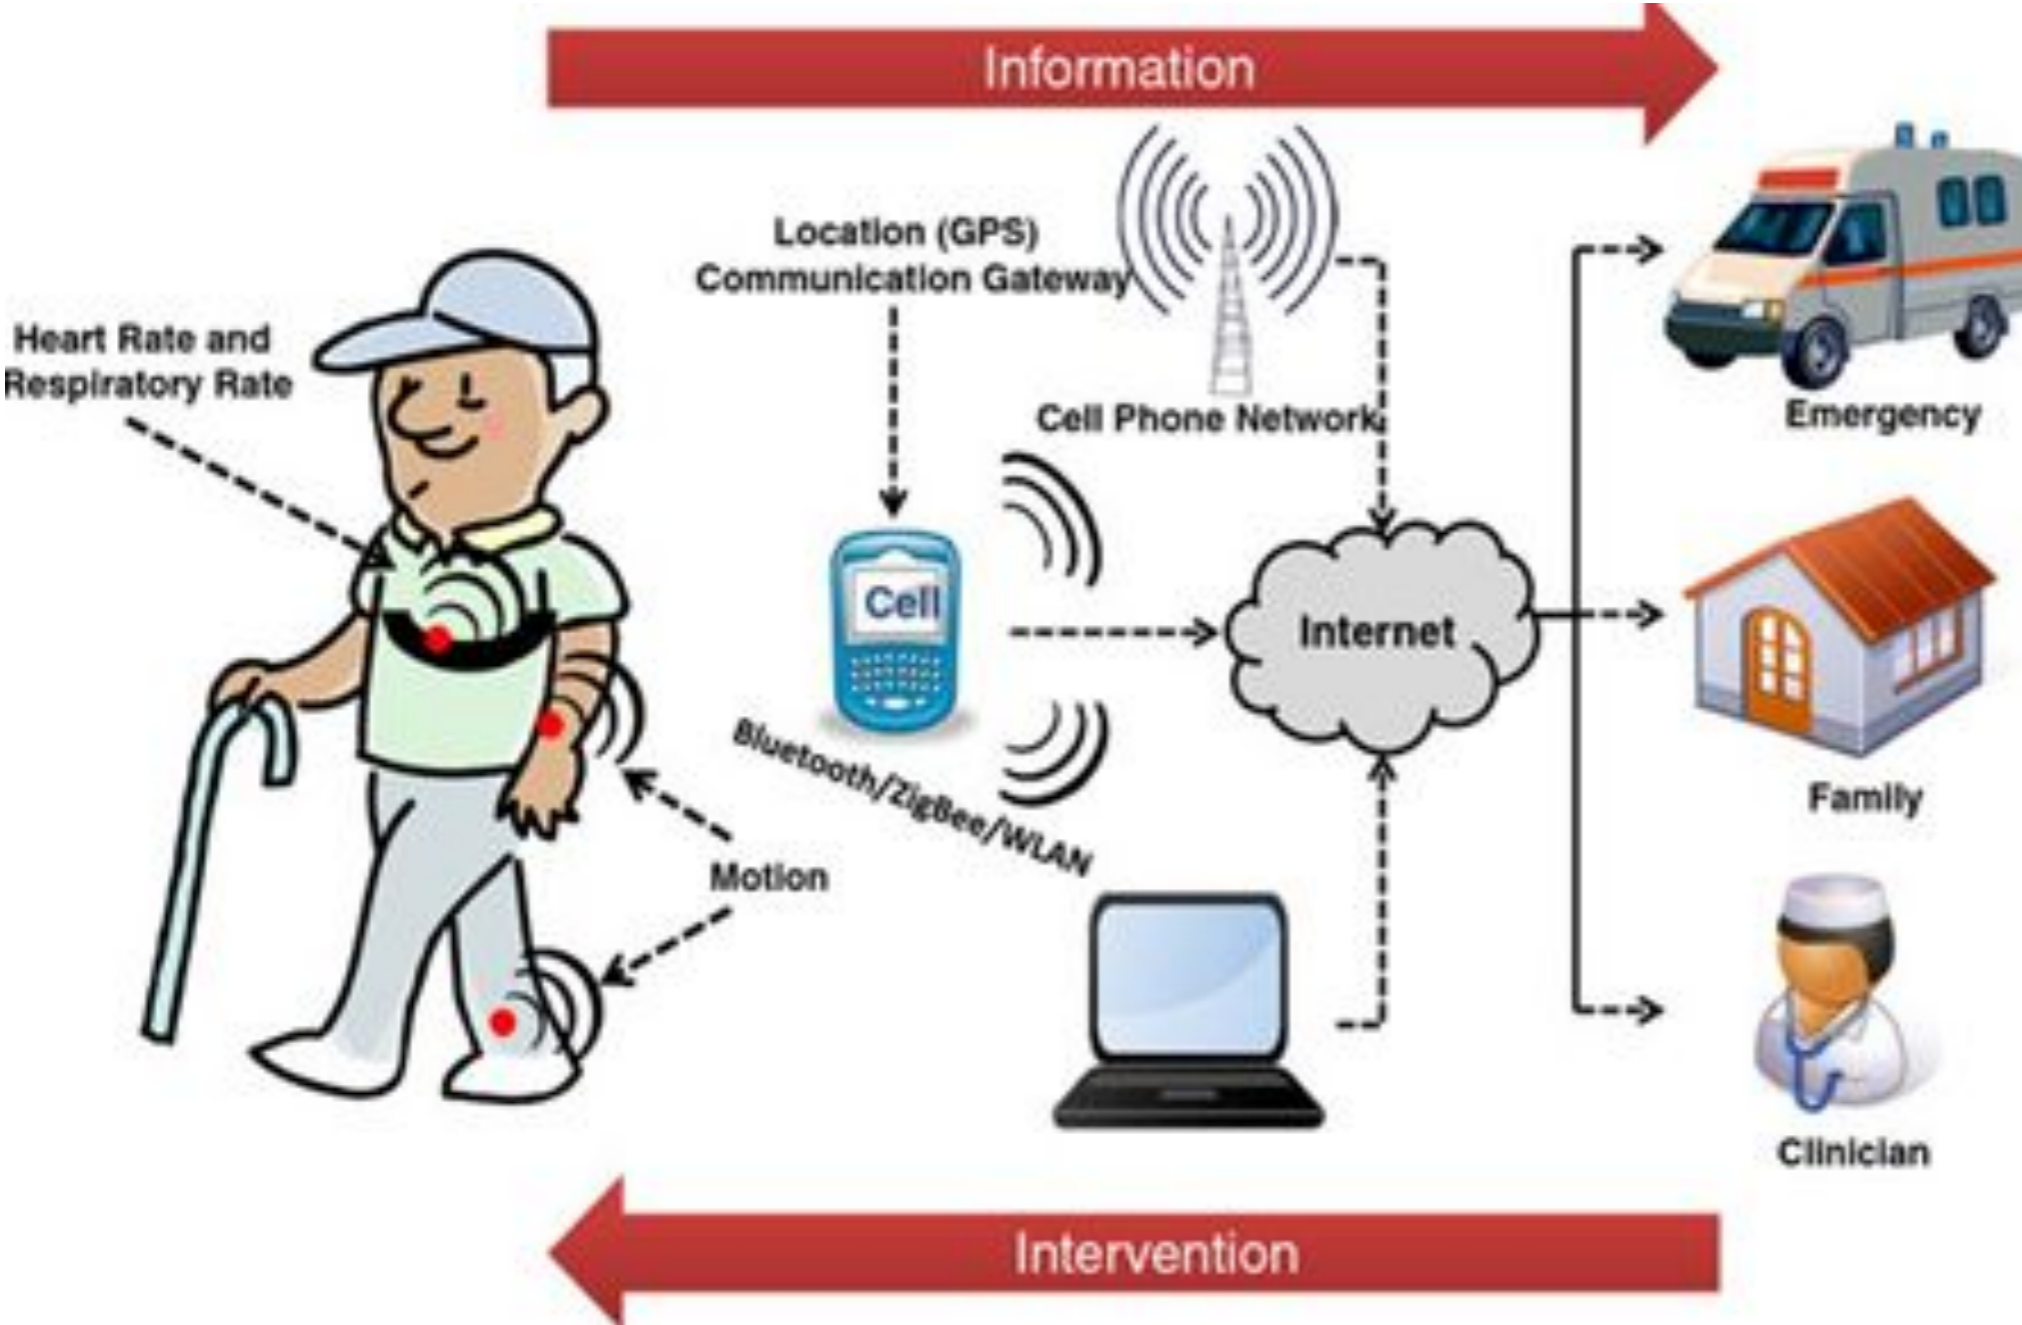 Information
Location (GPS)
Communication Gateway
Heart Rate and
Respiratory Rate
Cell Phone Network
Emergency
Cell
Internet
Bluetooth/ZigBee/WLAN
Family
Motion
Clinician
Intervention